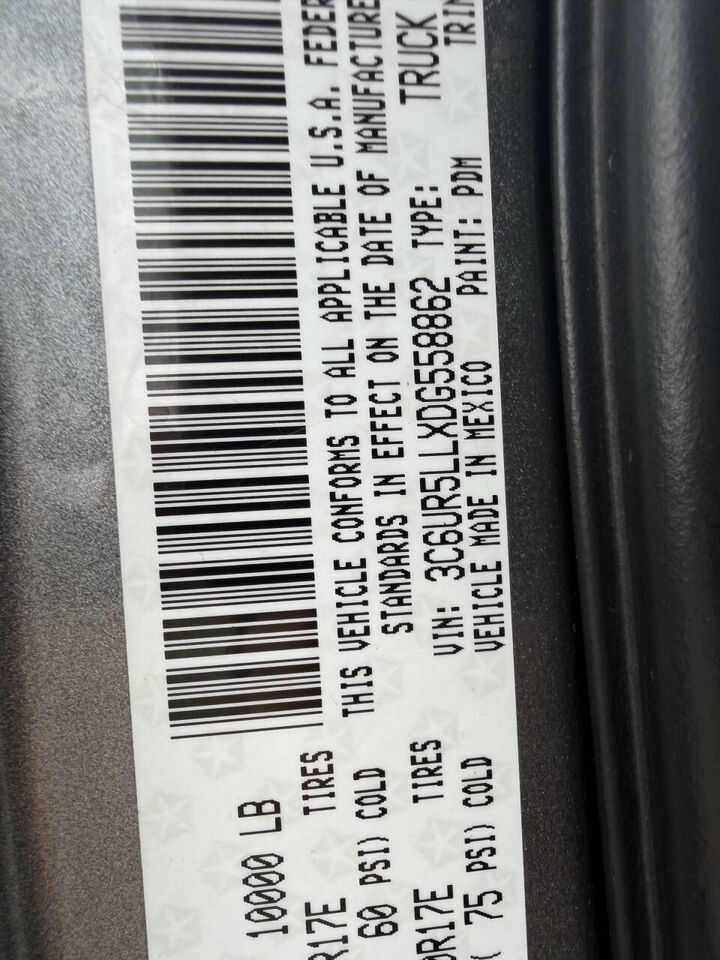 10000 LB
R17E TIRES
60 PSI) COLD
THIS VEHICLE CONFORMS TO ALL APPLICABLE U.S.A. FEDER
STANDARDS IN EFFECT ON THE DATE OF MANUFACTURE
R17E TIRES
( 75 PSI) COLD
VIN: 3C6UR5LLXDG558862 TYPE: TRUCK
VEHICLE MADE IN MEXICO PAINT: PDM TRIM